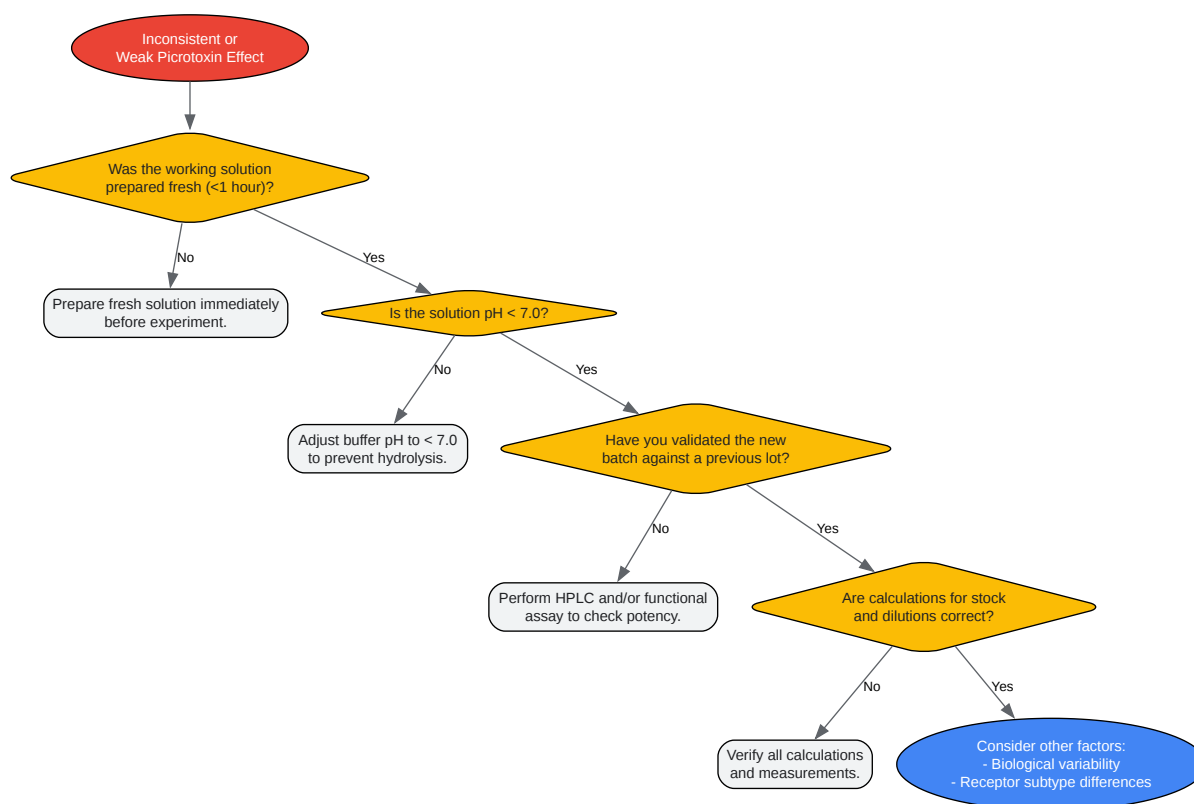 Inconsistent or
Weak Picrotoxin Effect
Was the working solution
prepared fresh (<1 hour)?
No
Yes
Prepare fresh solution immediately
before experiment.
Is the solution pH < 7.0?
No
Yes
Adjust buffer pH to < 7.0
to prevent hydrolysis.
Have you validated the new
batch against a previous lot?
No
Yes
Perform HPLC and/or functional
assay to check potency.
Are calculations for stock
and dilutions correct?
No
Yes
Verify all calculations
and measurements.
Consider other factors:
- Biological variability
- Receptor subtype differences